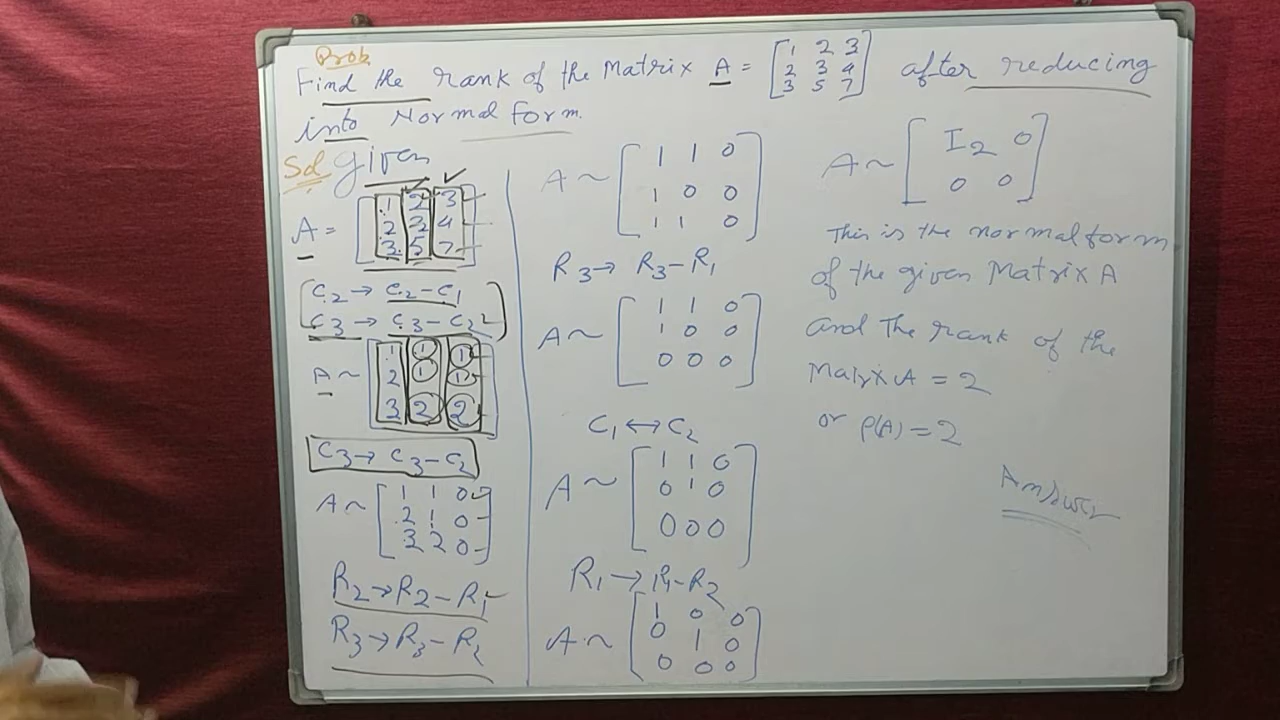 Prob
Find the rank of the Matrix A = [1 2 3
2 3 4
3 5 7] after reducing
into Normal form.
Sol given
A = [1 2 3
2 3 4
3 5 7]
C2 → C2-C1
C3 → C3-C2
A ~ [1 1 1
2 1 1
3 2 2]
C3 → C3-C2
A ~ [1 1 0
2 1 0
3 2 0]
R2 → R2-R1
R3 → R3-R2
A ~ [1 1 0
1 0 0
1 1 0]
R3 → R3-R1
A ~ [1 1 0
1 0 0
0 0 0]
C1 ↔ C2
A ~ [1 1 0
0 1 0
0 0 0]
R1 → R1-R2
A ~ [1 0 0
0 1 0
0 0 0]
A ~ [I2 0
0 0]
This is the normal form
of the given Matrix A
and the rank of the
Matrix A = 2
or ρ(A) = 2
Answer